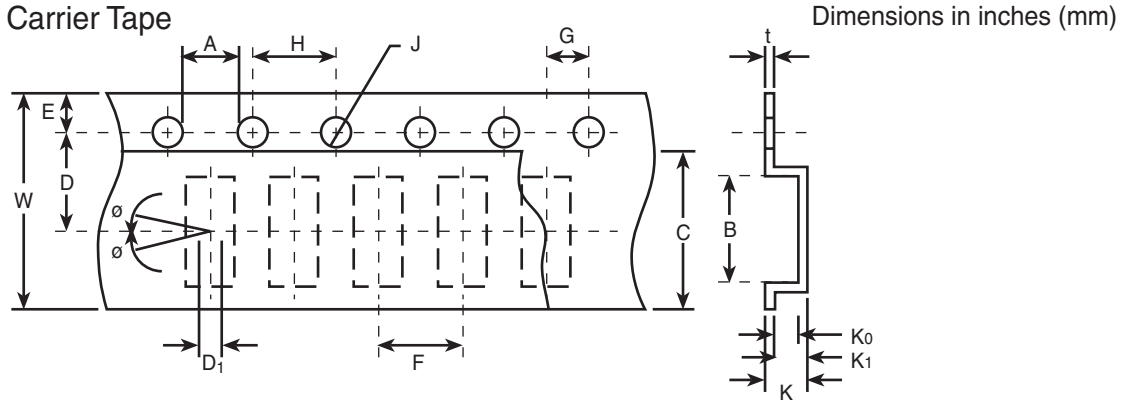 Carrier Tape
Dimensions in inches (mm)
A
H
J
G
t
E
D
W
ø
ø
C
B
D1
F
K0
K1
K